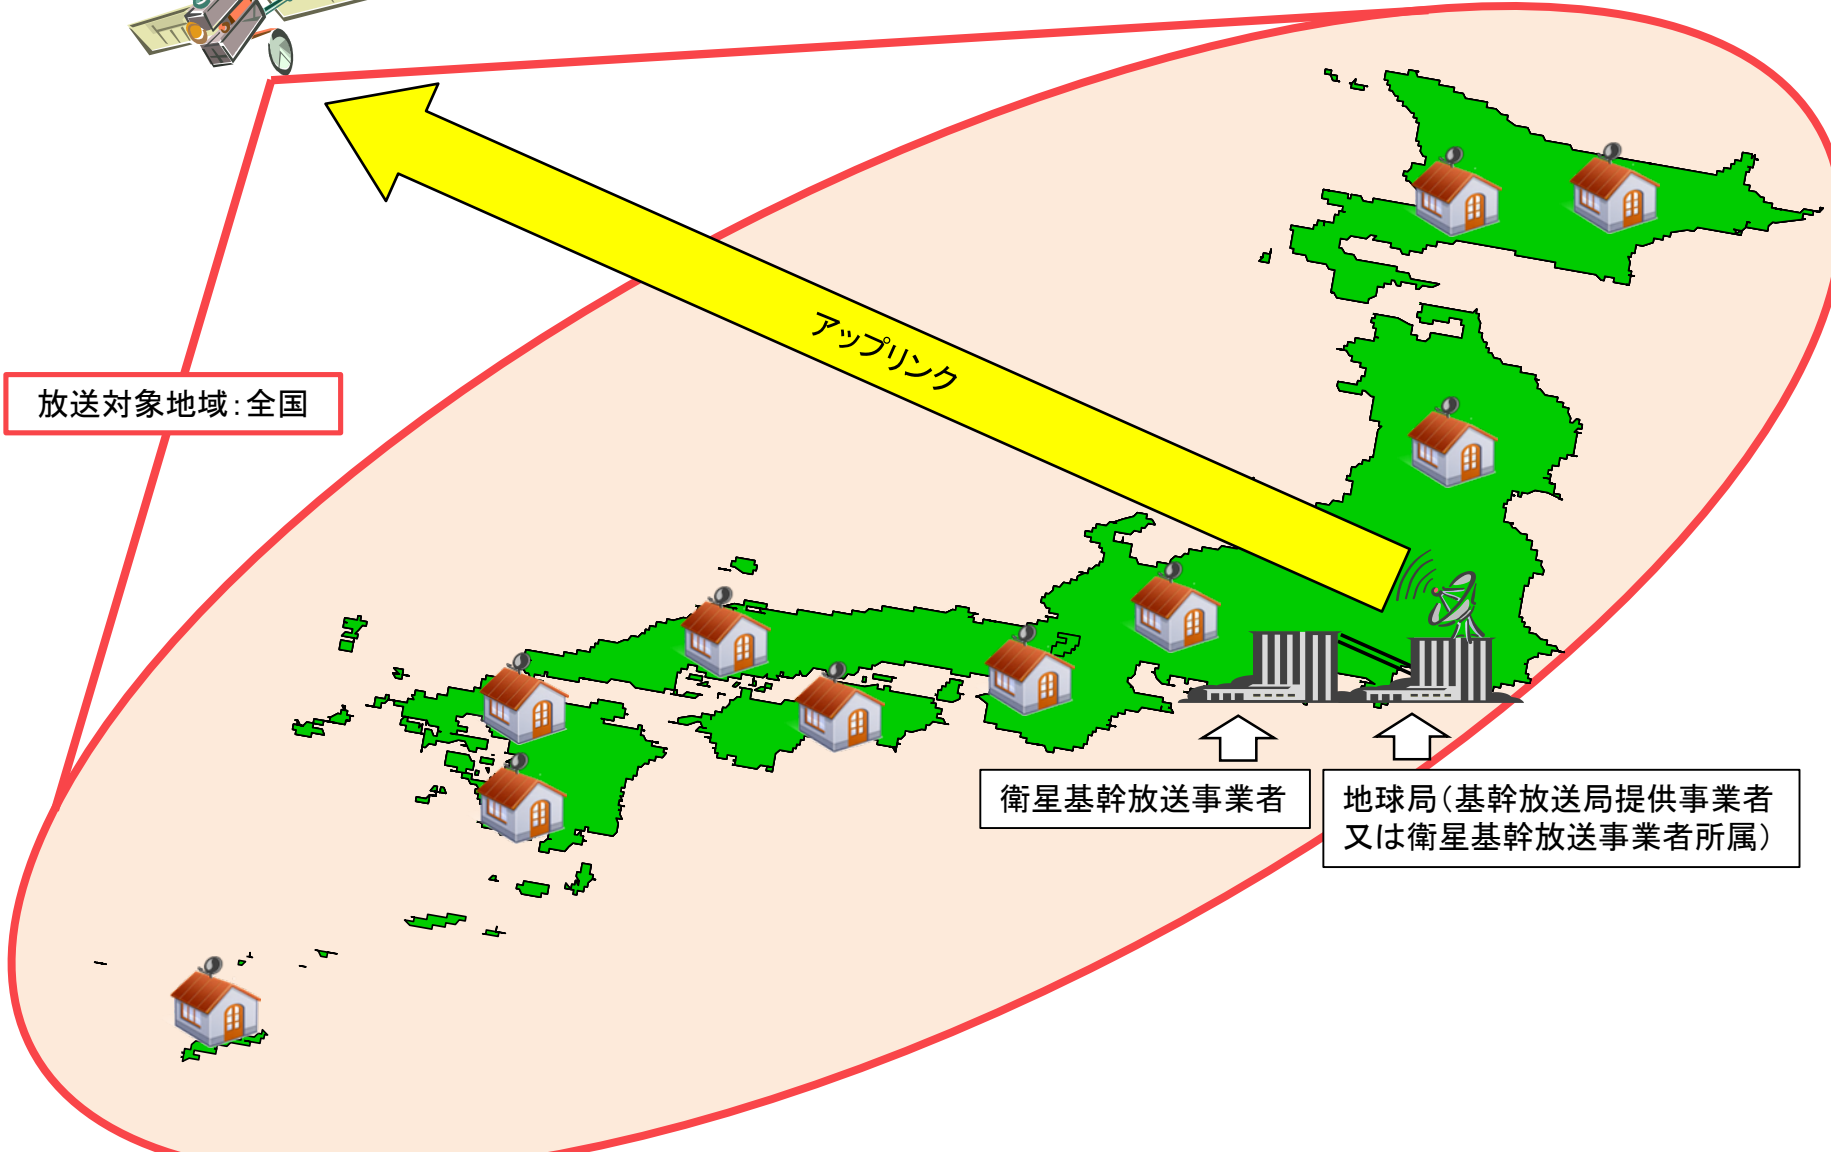 アップリンク
放送対象地域：全国
衛星基幹放送事業者
地球局（基幹放送局提供事業者
又は衛星基幹放送事業者所属）